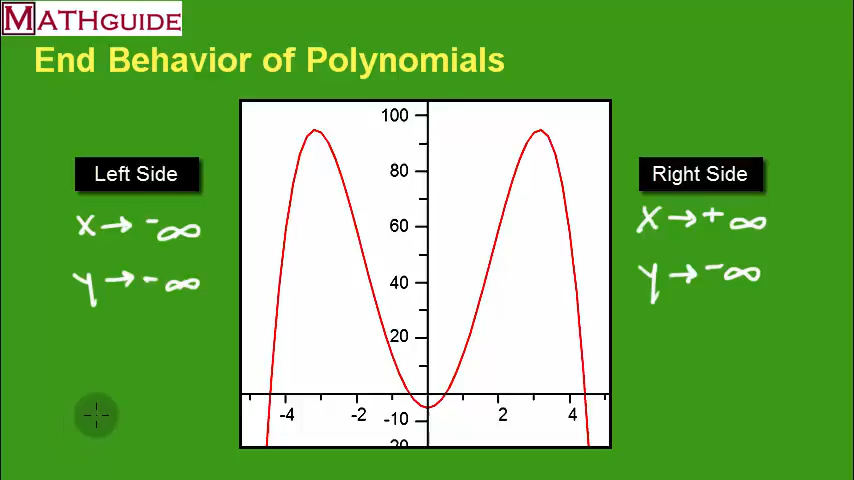 MATHGUIDE
End Behavior of Polynomials
100
Left Side
80
Right Side
x → -∞
x → +∞
60
y → -∞
y → -∞
40
20
-4 -2 2 4
-10
20